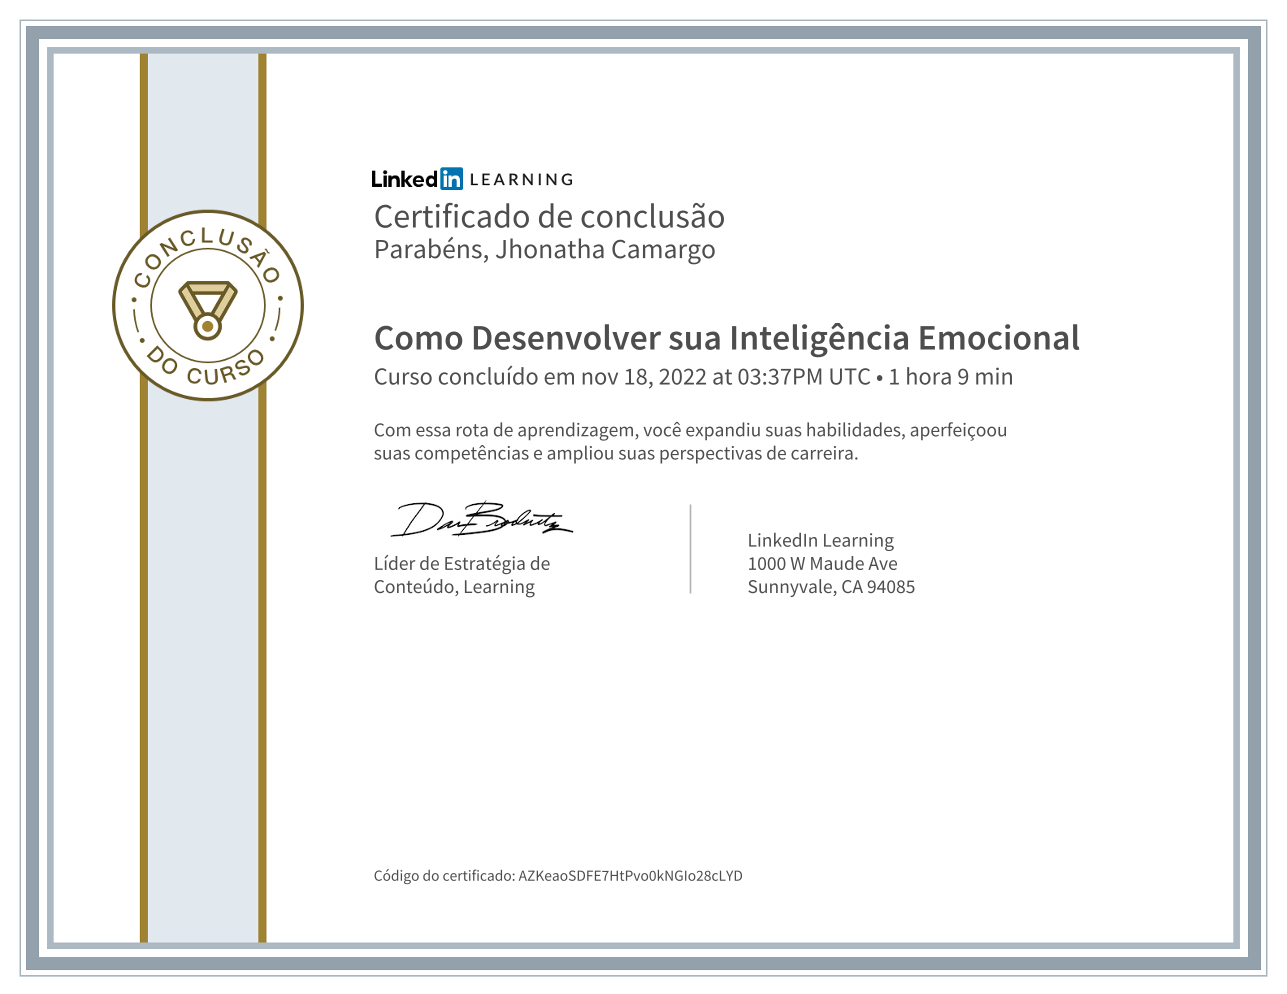 LinkedIn LEARNING
Certificado de conclusão
Parabéns, Jhonatha Camargo
CONCLUSÃO
DO CURSO
Como Desenvolver sua Inteligência Emocional
Curso concluído em nov 18, 2022 at 03:37PM UTC • 1 hora 9 min
Com essa rota de aprendizagem, você expandiu suas habilidades, aperfeiçoou
suas competências e ampliou suas perspectivas de carreira.
Líder de Estratégia de
Conteúdo, Learning
LinkedIn Learning
1000 W Maude Ave
Sunnyvale, CA 94085
Código do certificado: AZKeaoSDFE7HtPvo0kNGIo28cLYD